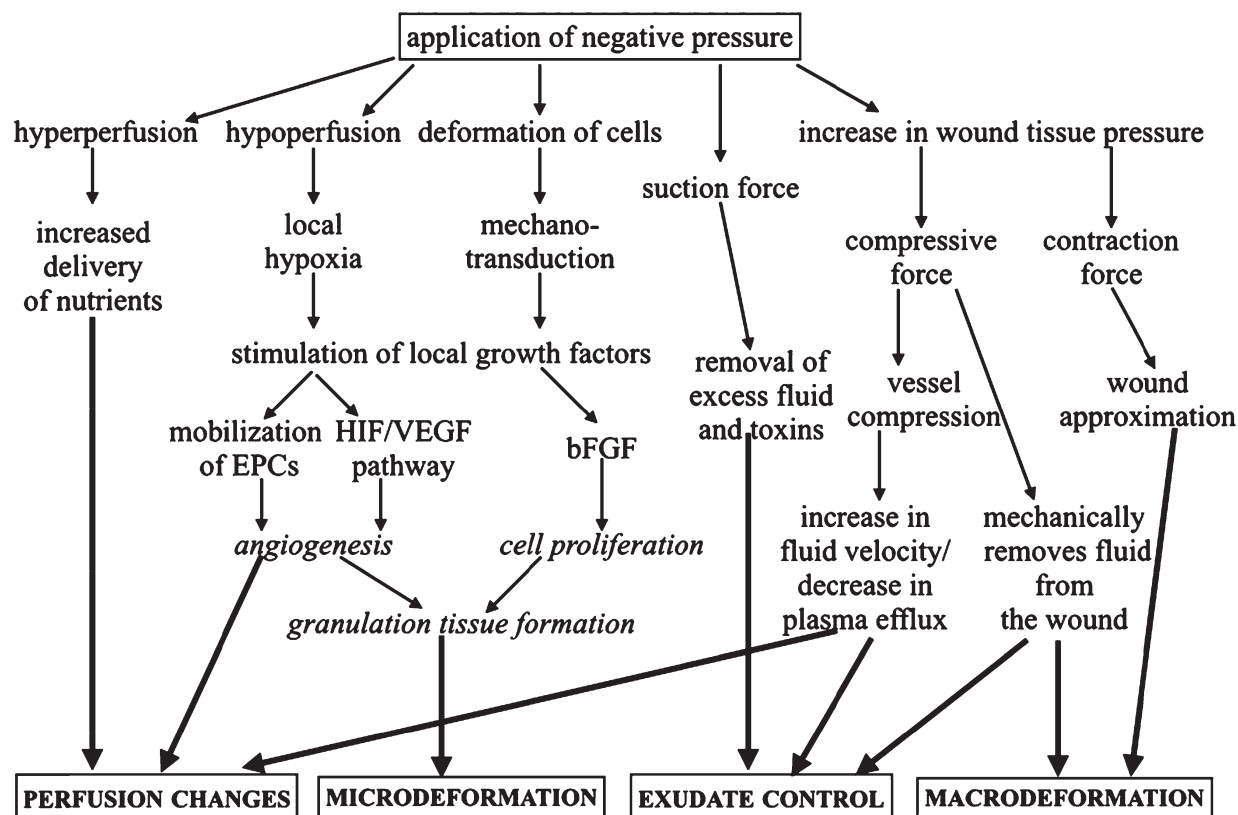 application of negative pressure
hyperperfusion
hypoperfusion
deformation of cells
increase in wound tissue pressure
suction force
increased
delivery
of nutrients
local
hypoxia
mechano-
transduction
compressive
force
contraction
force
stimulation of local growth factors
removal of
excess fluid
and toxins
vessel
compression
wound
approximation
mobilization
of EPCs
HIF/VEGF
pathway
bFGF
increase in
fluid velocity/
decrease in
plasma efflux
mechanically
removes fluid
from
the wound
angiogenesis
cell proliferation
granulation tissue formation
PERFUSION CHANGES
MICRODEFORMATION
EXUDATE CONTROL
MACRODEFORMATION